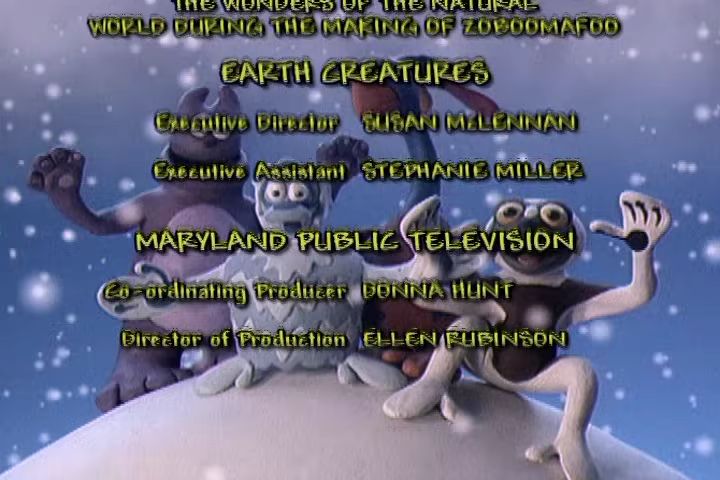 THE WONDERS OF THE NATURAL
WORLD DURING THE MAKING OF ZOBOOMAFOO
EARTH CREATURES
Executive Director SUSAN McLENNAN
Executive Assistant STEPHANIE MILLER
MARYLAND PUBLIC TELEVISION
Co-ordinating Producer DONNA HUNT
Director of Production ELLEN RUBINSON